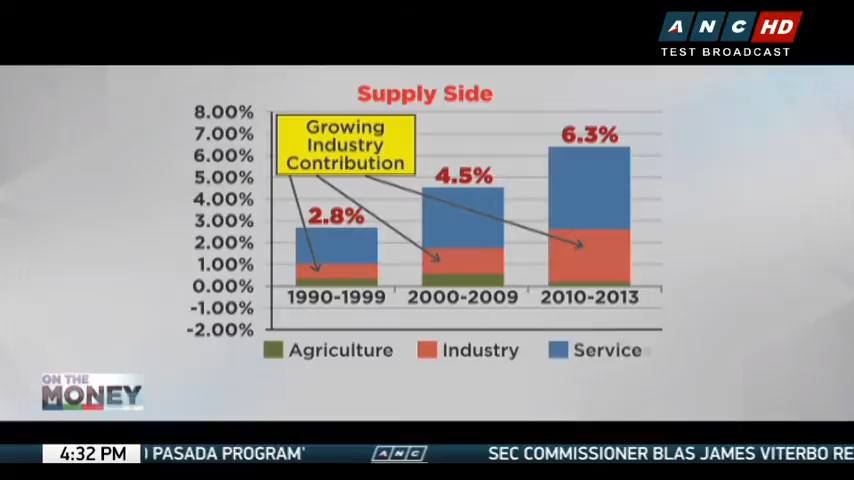 ANC HD
TEST BROADCAST
Supply Side
8.00%
7.00%
6.00%
5.00%
4.00%
3.00%
2.00%
1.00%
0.00%
-1.00%
-2.00%
Growing
Industry
Contribution
2.8%
4.5%
6.3%
1990-1999
2000-2009
2010-2013
Agriculture
Industry
Service
ON THE
MONEY
4:32 PM
PASADA PROGRAM'
ANC
SEC COMMISSIONER BLAS JAMES VITERBO RE